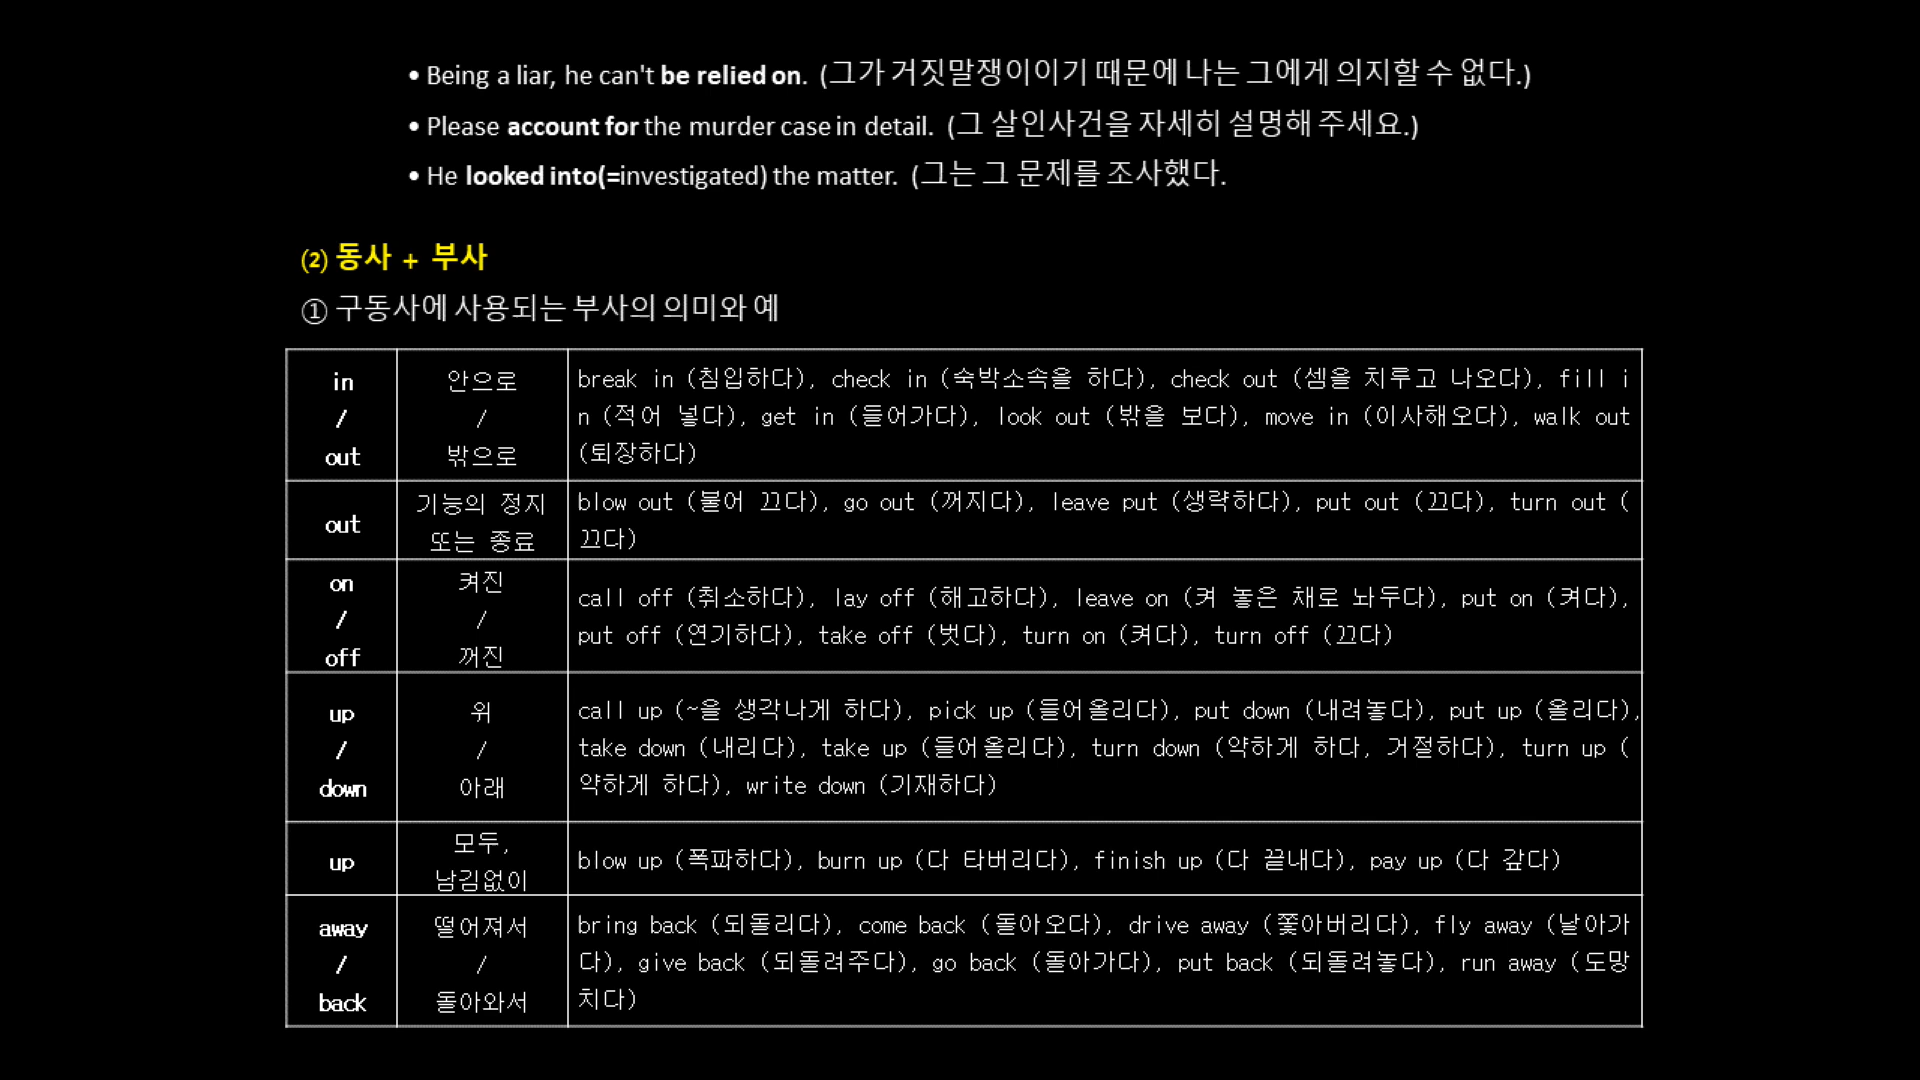 • Being a liar, he can't be relied on.  (그가 거짓말쟁이이기 때문에 나는 그에게 의지할 수 없다.)
• Please account for the murder case in detail.  (그 살인사건을 자세히 설명해 주세요.)
• He looked into(=investigated) the matter.  (그는 그 문제를 조사했다.
(2) 동사 + 부사
① 구동사에 사용되는 부사의 의미와 예
in
/
out
안으로
/
밖으로
break in (침입하다), check in (숙박소속을 하다), check out (셈을 치루고 나오다), fill i
n (적어 넣다), get in (들어가다), look out (밖을 보다), move in (이사해오다), walk out
(퇴장하다)
out
기능의 정지
또는 종료
blow out (불어 끄다), go out (꺼지다), leave put (생략하다), put out (끄다), turn out (
끄다)
on
/
off
켜진
/
꺼진
call off (취소하다), lay off (해고하다), leave on (켜 놓은 채로 놔두다), put on (켜다),
put off (연기하다), take off (벗다), turn on (켜다), turn off (끄다)
up
/
down
위
/
아래
call up (~을 생각나게 하다), pick up (들어올리다), put down (내려놓다), put up (올리다),
take down (내리다), take up (들어올리다), turn down (약하게 하다, 거절하다), turn up (
약하게 하다), write down (기재하다)
up
모두,
남김없이
blow up (폭파하다), burn up (다 타버리다), finish up (다 끝내다), pay up (다 갚다)
away
/
back
떨어져서
/
돌아와서
bring back (되돌리다), come back (돌아오다), drive away (쫓아버리다), fly away (날아가
다), give back (되돌려주다), go back (돌아가다), put back (되돌려놓다), run away (도망
치다)